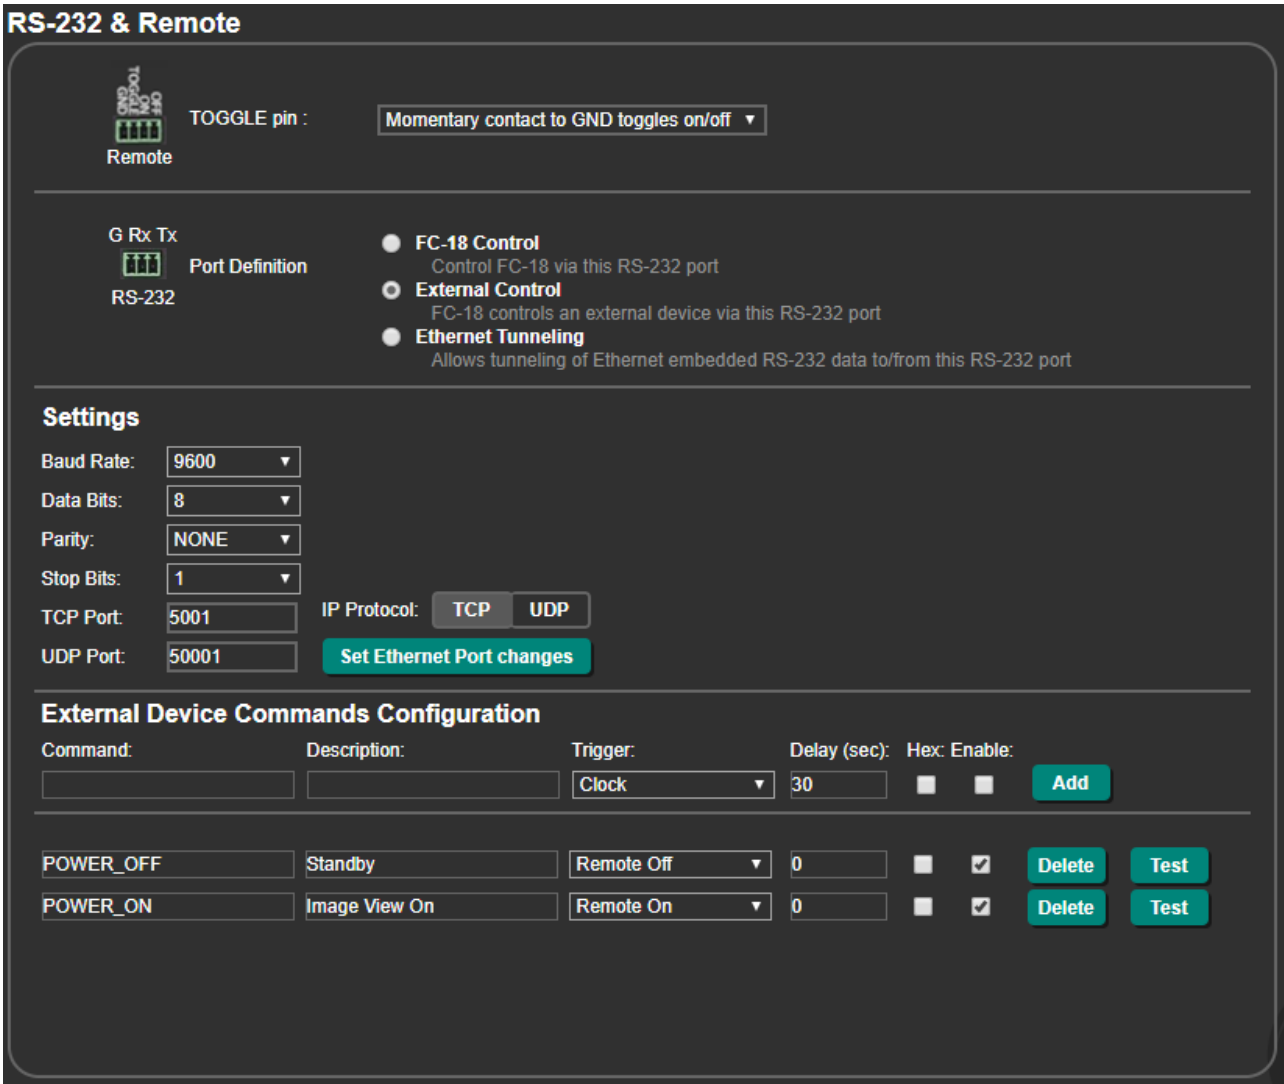 RS-232 & Remote
GND
TOGGLE
ON
OFF
TOGGLE pin :
Momentary contact to GND toggles on/off
Remote
G Rx Tx
Port Definition
RS-232
FC-18 Control
Control FC-18 via this RS-232 port
External Control
FC-18 controls an external device via this RS-232 port
Ethernet Tunneling
Allows tunneling of Ethernet embedded RS-232 data to/from this RS-232 port
Settings
Baud Rate: 9600
Data Bits: 8
Parity: NONE
Stop Bits: 1
TCP Port: 5001 IP Protocol: TCP UDP
UDP Port: 50001 Set Ethernet Port changes
External Device Commands Configuration
Command: Description: Trigger: Delay (sec): Hex: Enable:
Clock 30 Add
POWER_OFF Standby Remote Off 0 Delete Test
POWER_ON Image View On Remote On 0 Delete Test